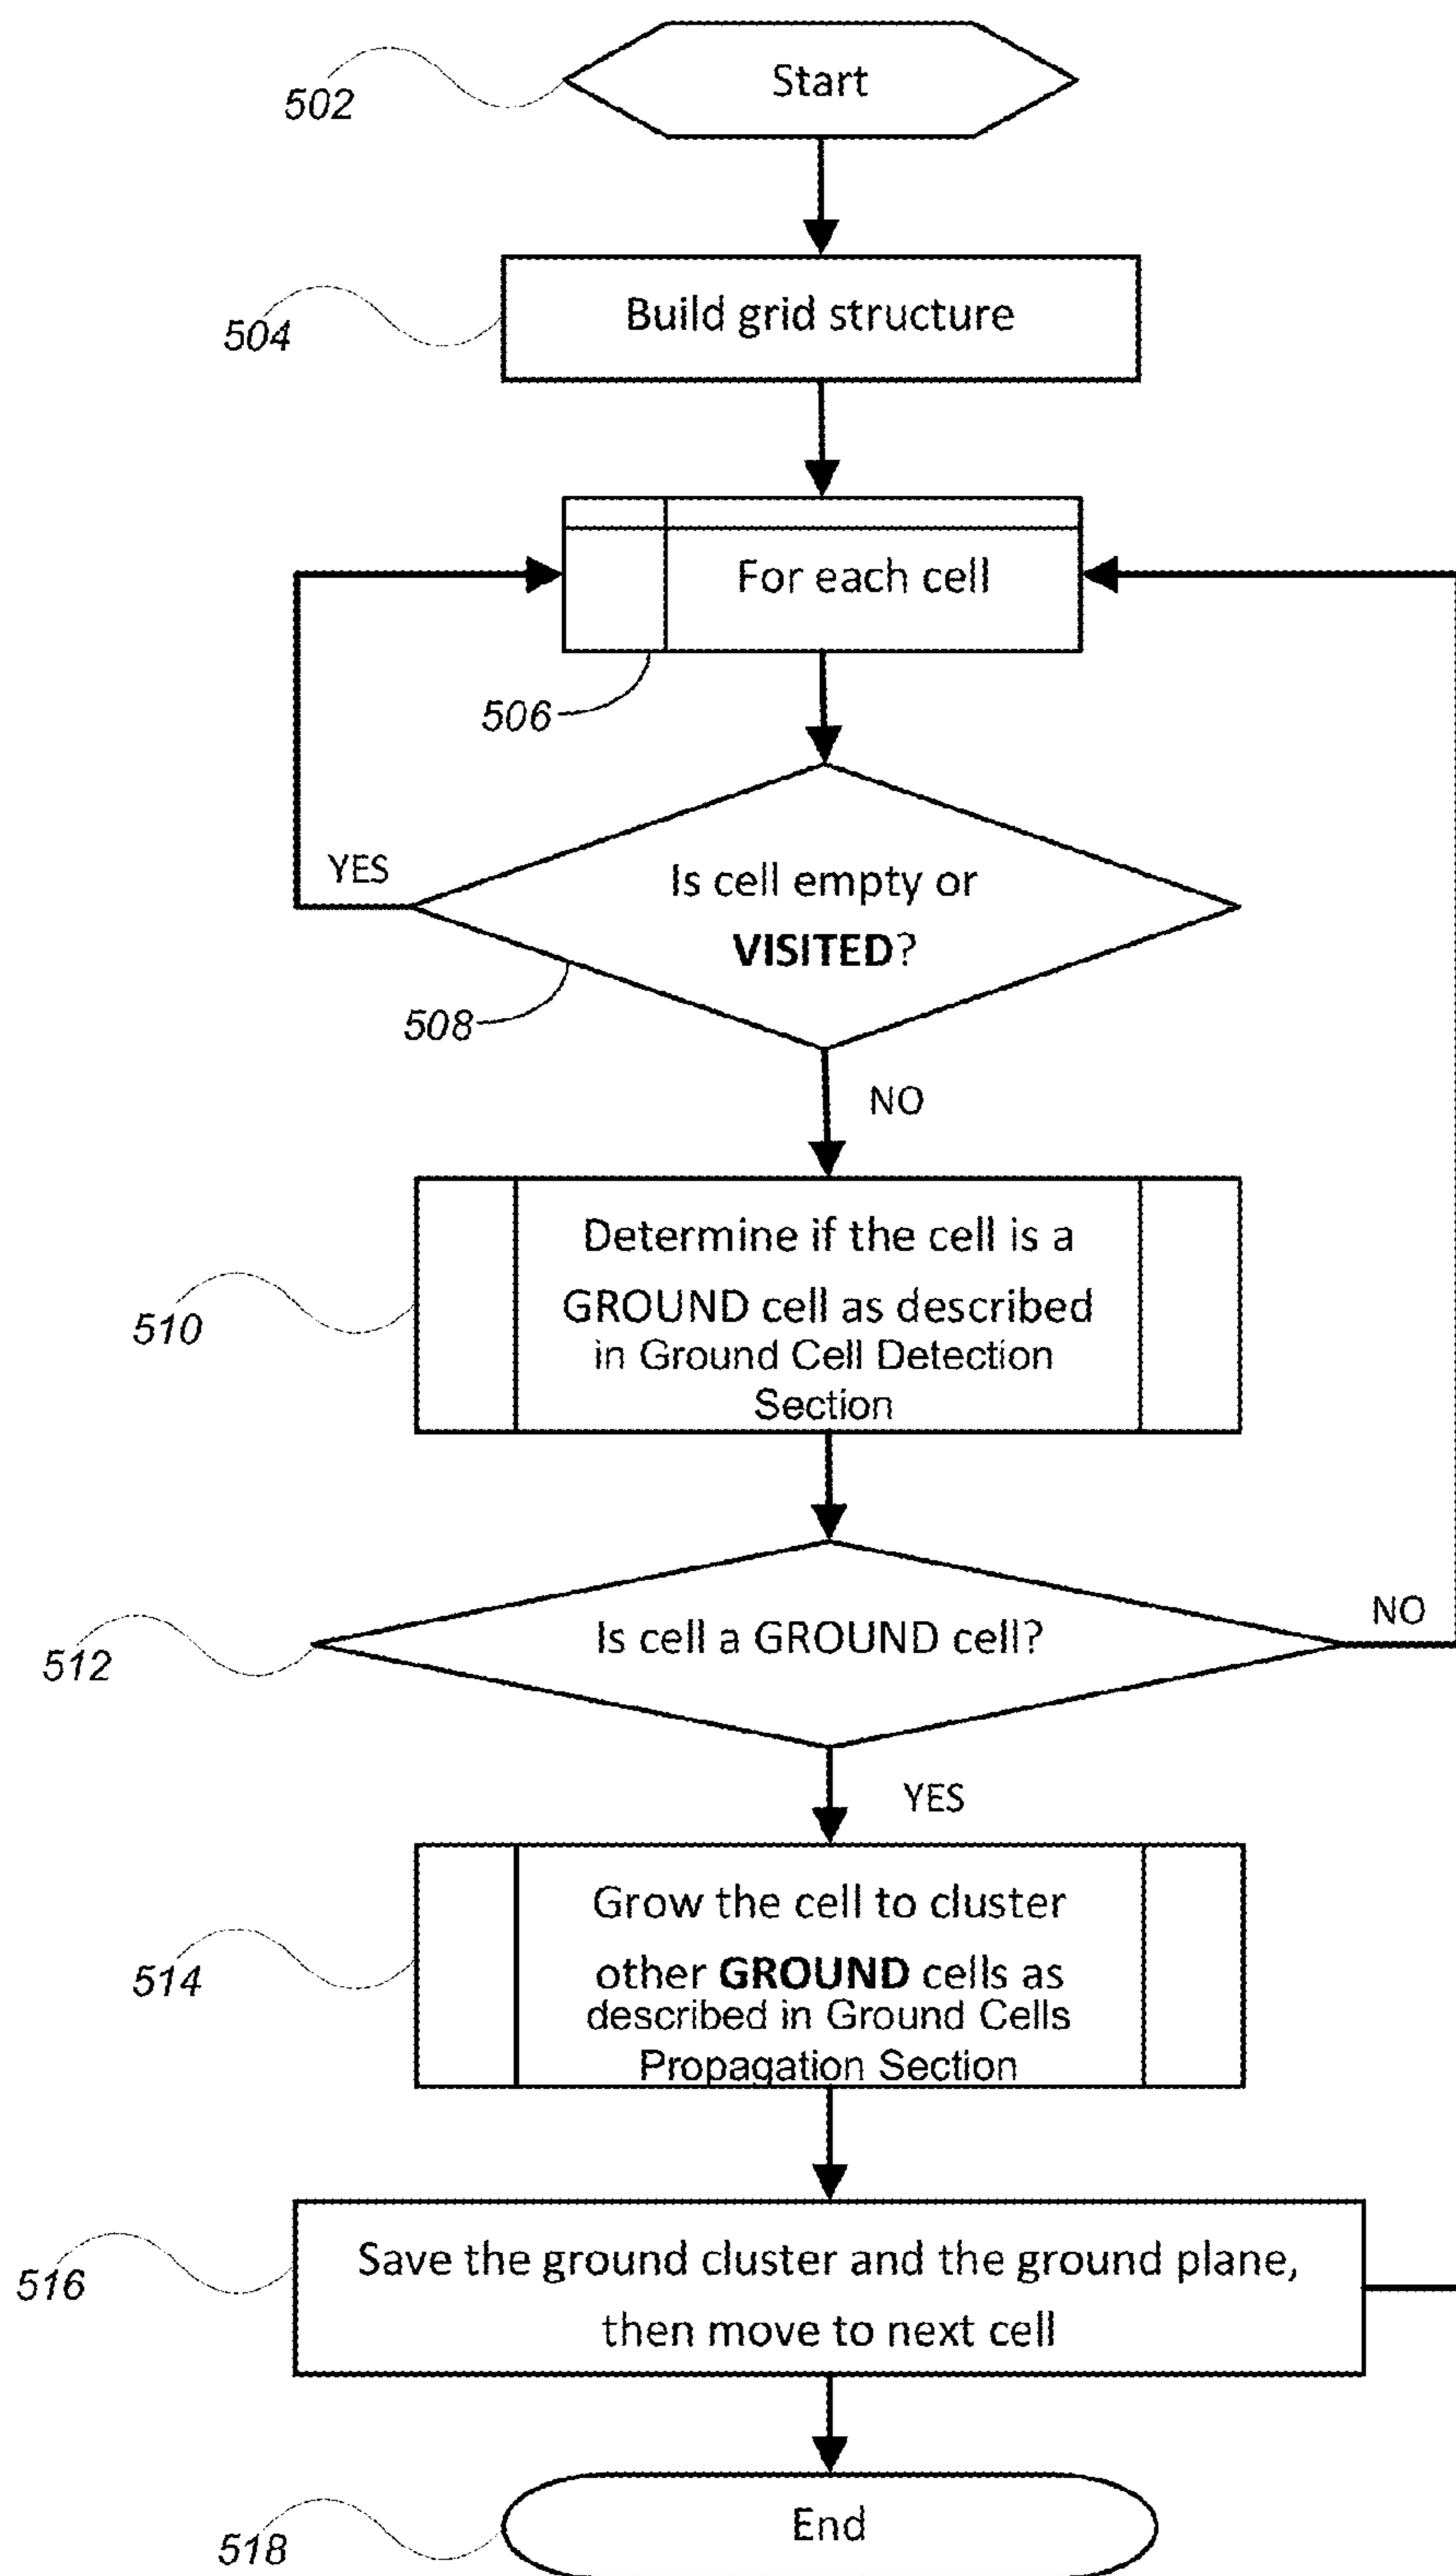 Start
502
Build grid structure
504
For each cell
506
YES
Is cell empty or
VISITED?
508
NO
Determine if the cell is a
GROUND cell as described
in Ground Cell Detection
Section
510
Is cell a GROUND cell?
NO
512
YES
Grow the cell to cluster
other GROUND cells as
described in Ground Cells
Propagation Section
514
Save the ground cluster and the ground plane,
then move to next cell
516
End
518